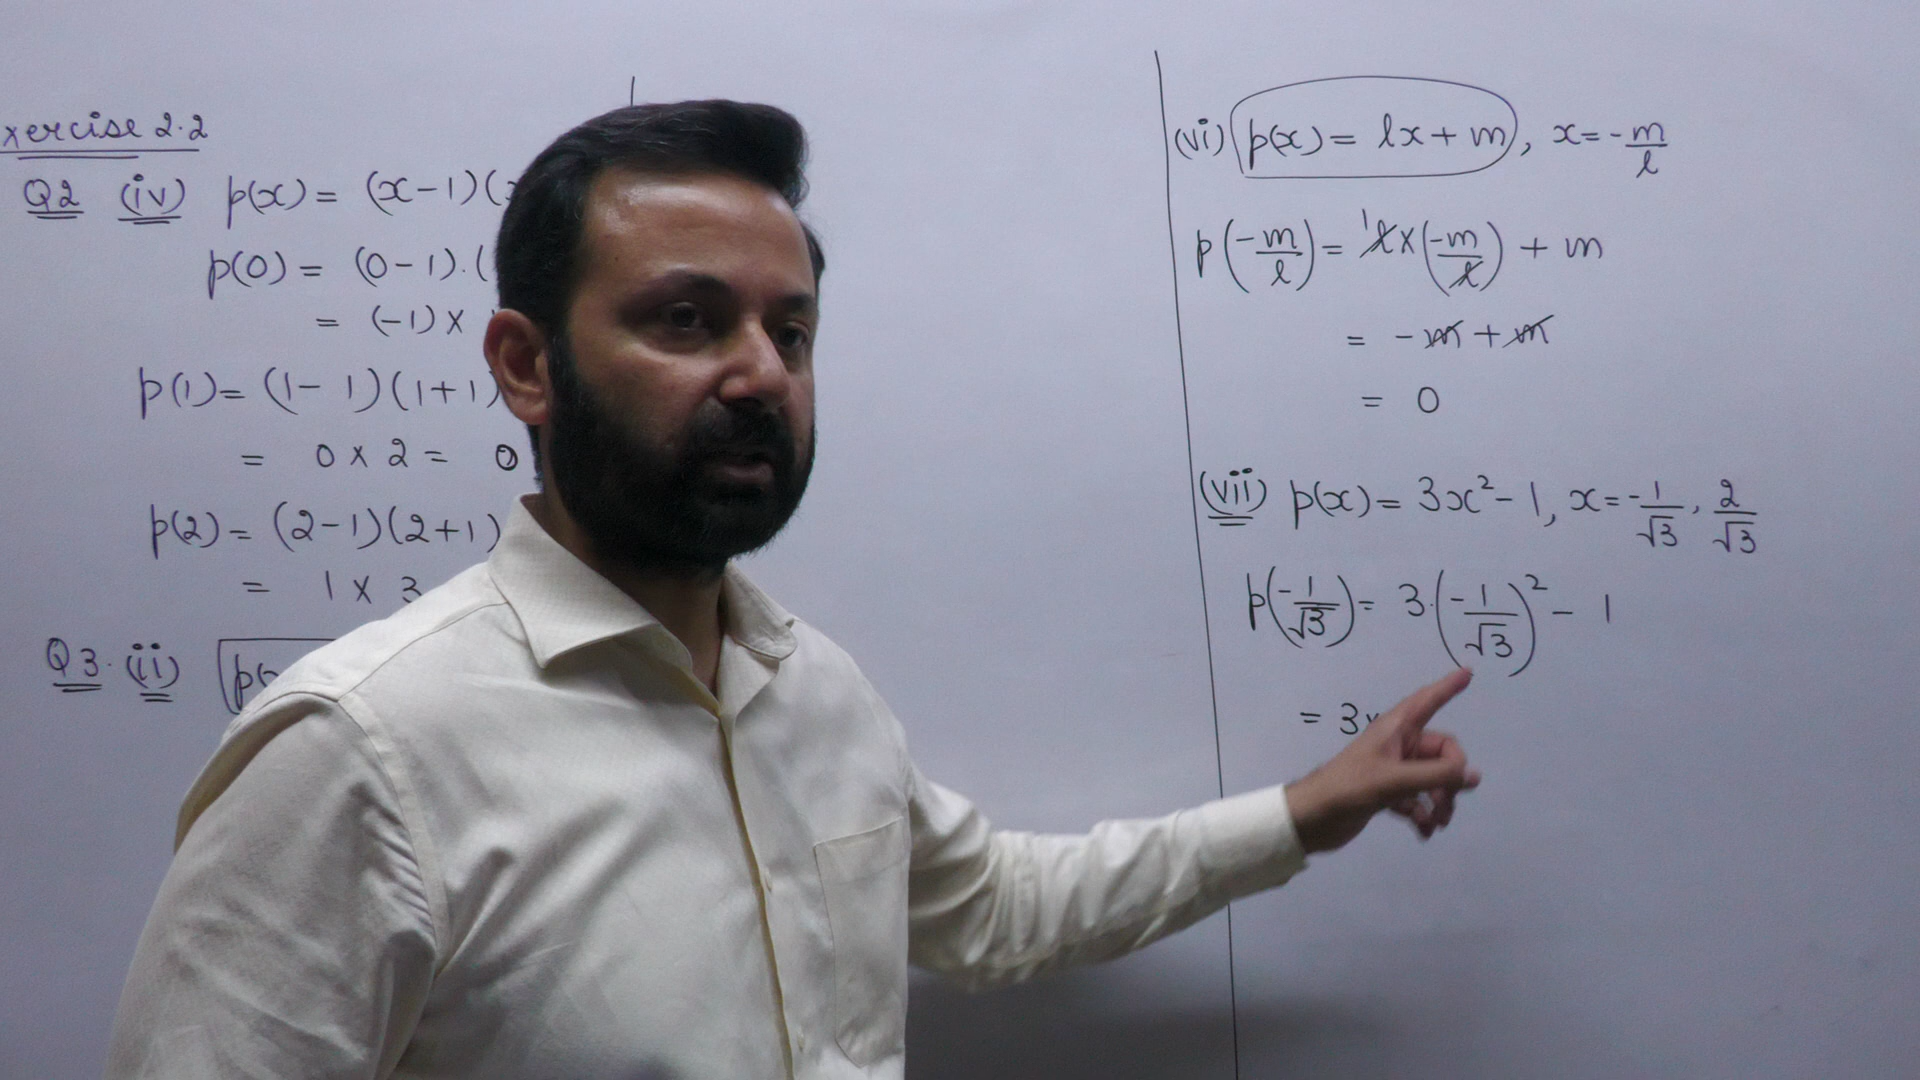 xercise 2.2
Q2 (iv) p(x) = (x-1)(
p(0) = (0-1).(
= (-1) x
p(1) = (1-1)(1+1)
= 0 x 2 = 0
p(2) = (2-1)(2+1)
= 1 x 3
Q3. (ii) p(
(vi) p(x) = lx + m, x = -m/l
p(-m/l) = 1 l x (-m/l) + m
= -m + m
= 0
(vii) p(x) = 3x² - 1, x = -1/√3, 2/√3
p(-1/√3) = 3.(-1/√3)² - 1
= 3x